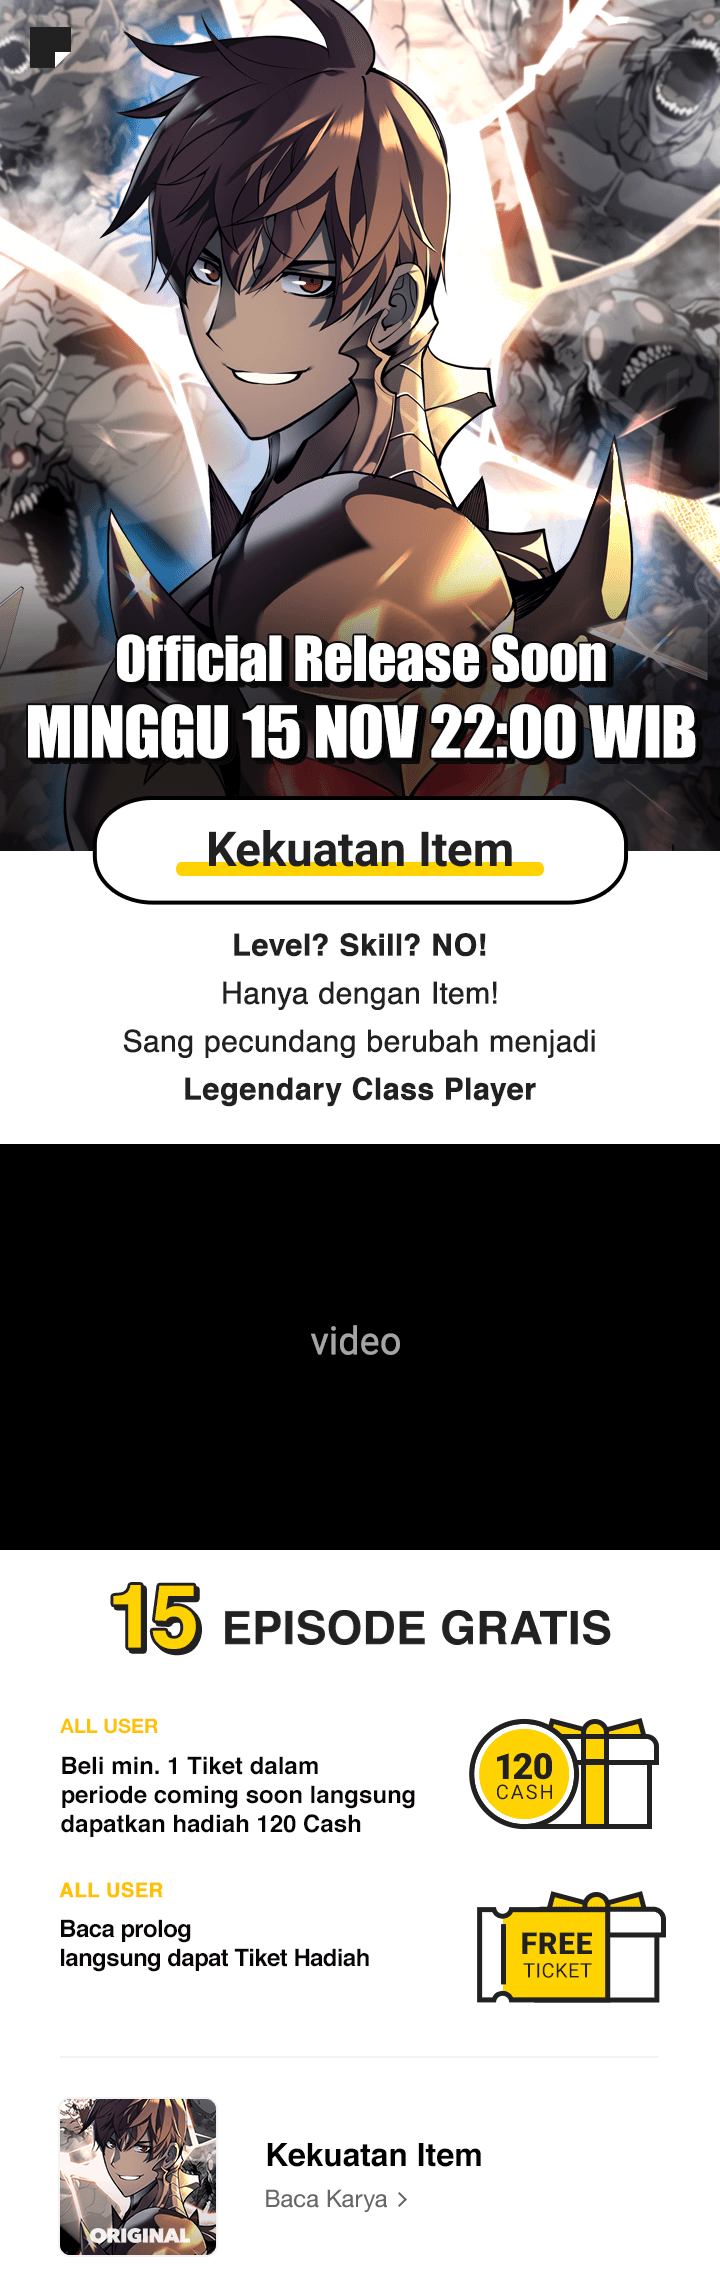 Official Release Soon
MINGGU 15 NOV 22:00 WIB
Kekuatan Item
Level? Skill? NO!
Hanya dengan Item!
Sang pecundang berubah menjadi
Legendary Class Player
video
15 EPISODE GRATIS
ALL USER
Beli min. 1 Tiket dalam
periode coming soon langsung
dapatkan hadiah 120 Cash
120
CASH
ALL USER
Baca prolog
langsung dapat Tiket Hadiah
FREE
TICKET
ORIGINAL
Kekuatan Item
Baca Karya >